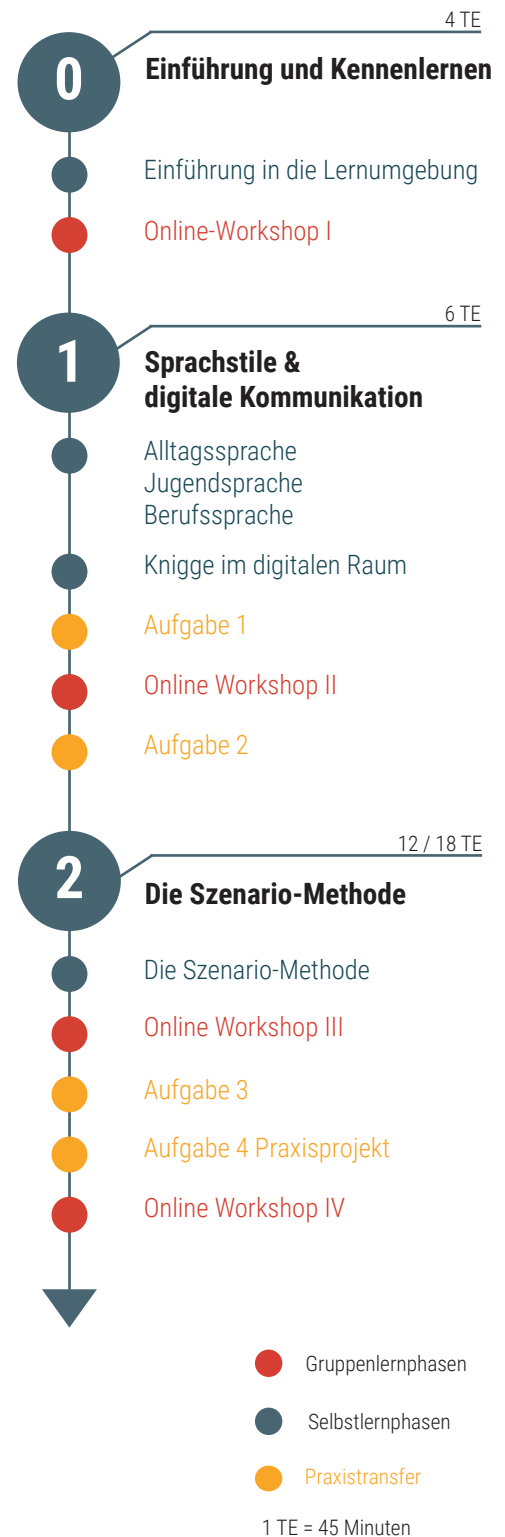 4 TE
0
Einführung und Kennenlernen
Einführung in die Lernumgebung
Online-Workshop I
6 TE
1
Sprachstile &
digitale Kommunikation
Alltagssprache
Jugendsprache
Berufssprache
Knigge im digitalen Raum
Aufgabe 1
Online Workshop II
Aufgabe 2
12 / 18 TE
2
Die Szenario-Methode
Die Szenario-Methode
Online Workshop III
Aufgabe 3
Aufgabe 4 Praxisprojekt
Online Workshop IV
Gruppenlernphasen
Selbstlernphasen
Praxistransfer
1 TE = 45 Minuten